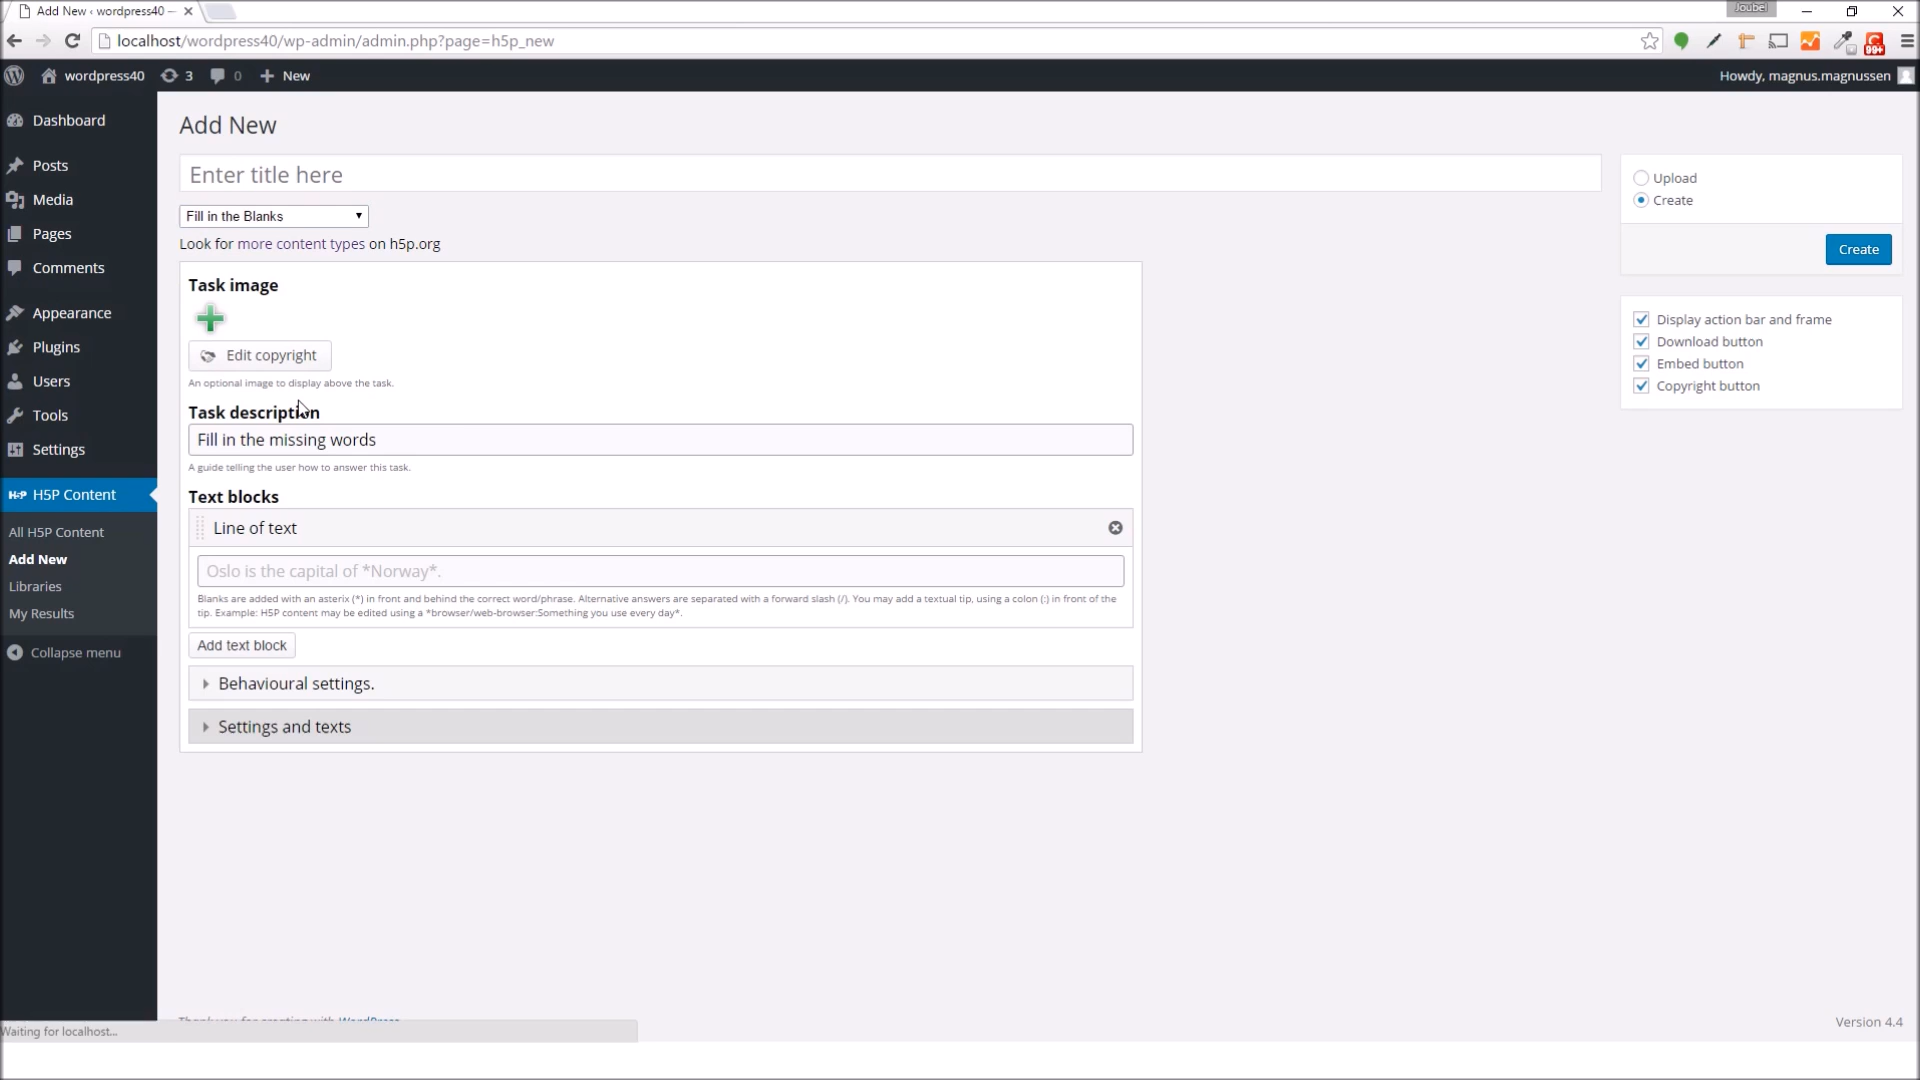 Add New ‹ wordpress40 —
Joubel
localhost/wordpress40/wp-admin/admin.php?page=h5p_new
99+
wordpress40
3
0
New
Howdy, magnus.magnussen
Dashboard
Posts
Media
Pages
Comments
Appearance
Plugins
Users
Tools
Settings
H5P
H5P Content
All H5P Content
Add New
Libraries
My Results
Collapse menu
Add New
Enter title here
Fill in the Blanks
Look for more content types on h5p.org
Task image
Edit copyright
An optional image to display above the task.
Task description
Fill in the missing words
A guide telling the user how to answer this task.
Text blocks
Line of text
Oslo is the capital of *Norway*.
Blanks are added with an asterix (*) in front and behind the correct word/phrase. Alternative answers are separated with a forward slash (/). You may add a textual tip, using a colon (:) in front of the
tip. Example: H5P content may be edited using a *browser/web-browser:Something you use every day*.
Add text block
Behavioural settings.
Settings and texts
Upload
Create
Create
Display action bar and frame
Download button
Embed button
Copyright button
Thank you for creating with WordPress
Version 4.4
Waiting for localhost...